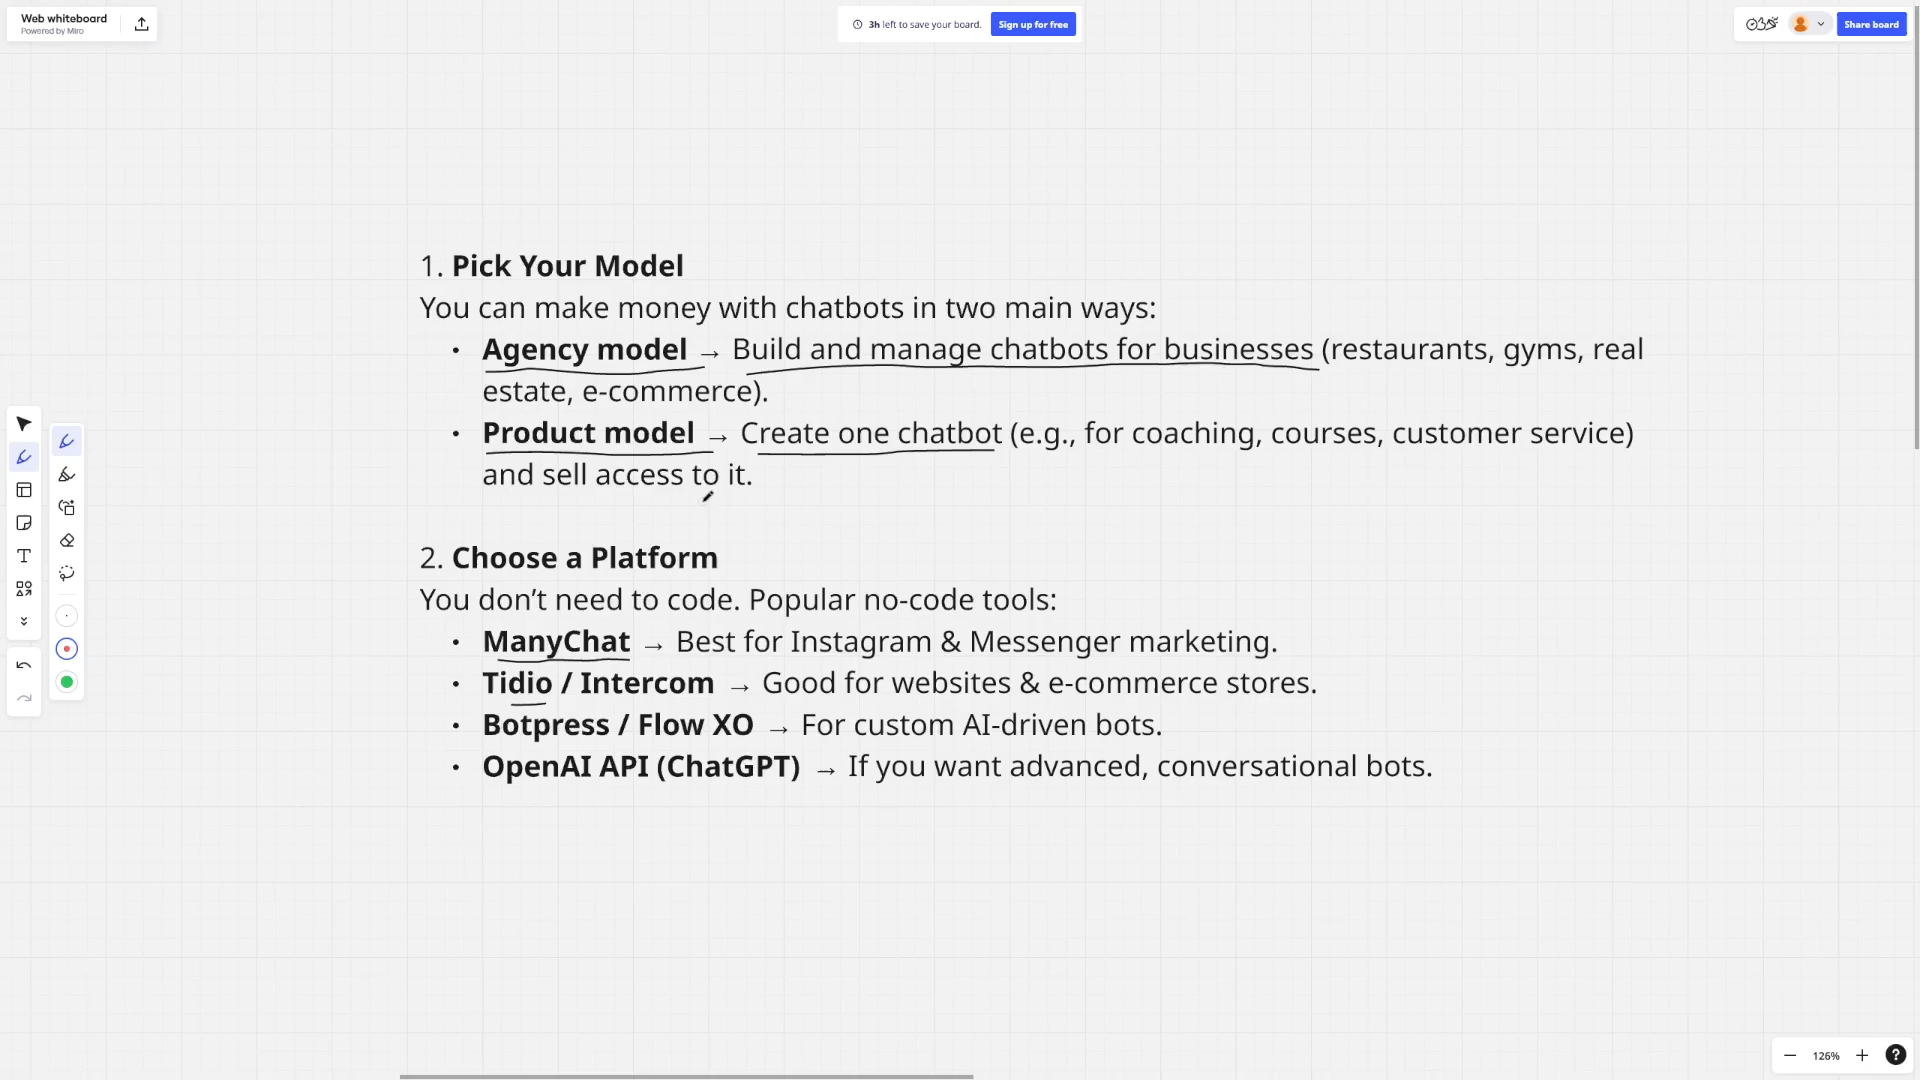 Web whiteboard
Powered by Miro
3h left to save your board.
Sign up for free
Share board
1. Pick Your Model
You can make money with chatbots in two main ways:
• Agency model → Build and manage chatbots for businesses (restaurants, gyms, real
estate, e-commerce).
• Product model → Create one chatbot (e.g., for coaching, courses, customer service)
and sell access to it.
2. Choose a Platform
You don’t need to code. Popular no-code tools:
• ManyChat → Best for Instagram & Messenger marketing.
• Tidio / Intercom → Good for websites & e-commerce stores.
• Botpress / Flow XO → For custom AI-driven bots.
• OpenAI API (ChatGPT) → If you want advanced, conversational bots.
126%